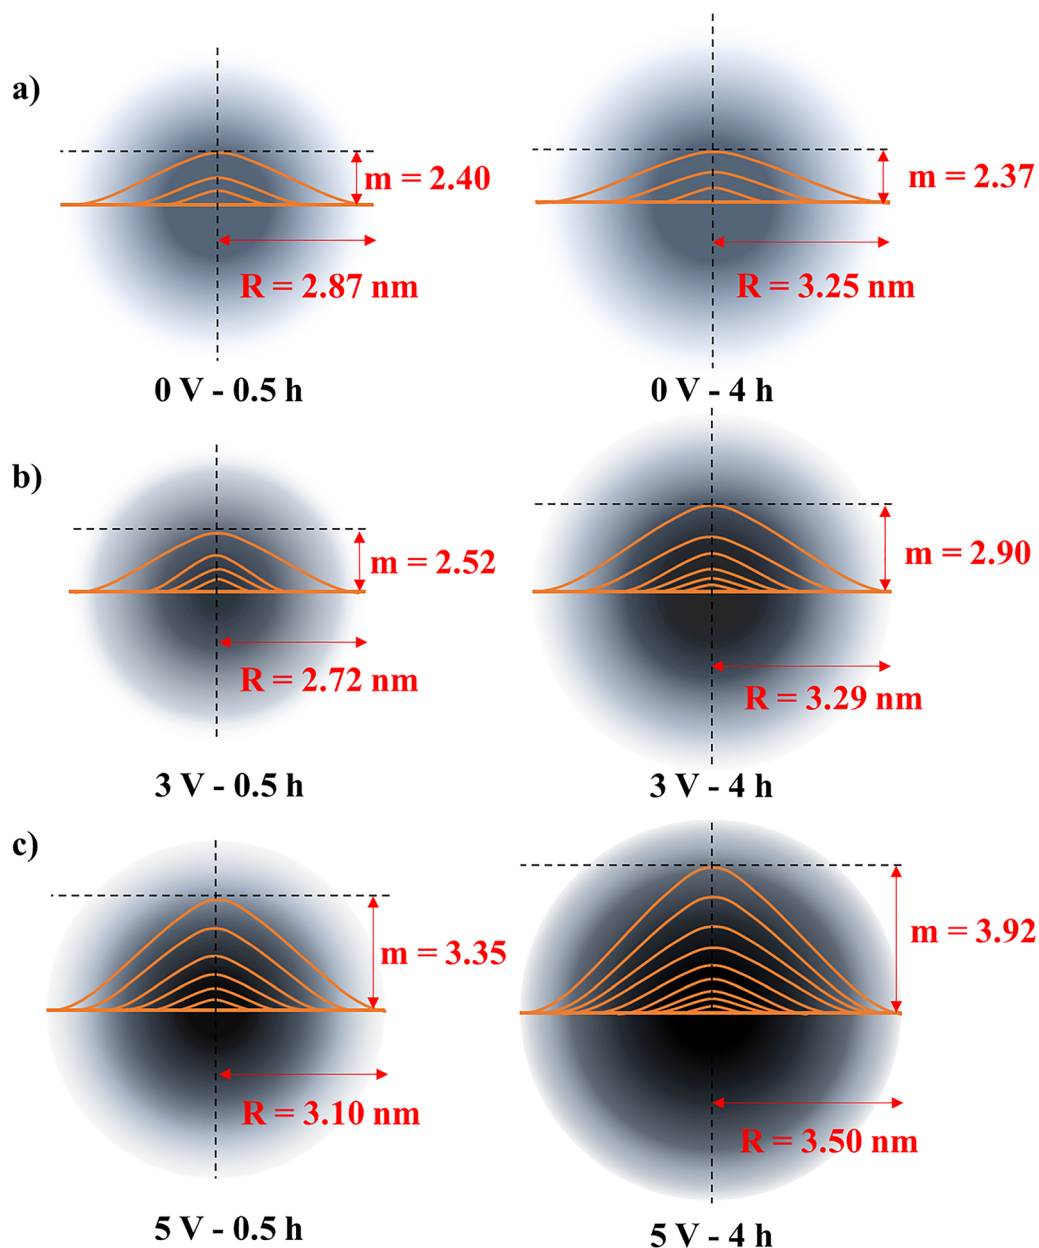 a)
m = 2.40
m = 2.37
R = 2.87 nm
R = 3.25 nm
0 V - 0.5 h
0 V - 4 h
b)
m = 2.52
m = 2.90
R = 2.72 nm
R = 3.29 nm
3 V - 0.5 h
3 V - 4 h
c)
m = 3.35
m = 3.92
R = 3.10 nm
R = 3.50 nm
5 V - 0.5 h
5 V - 4 h